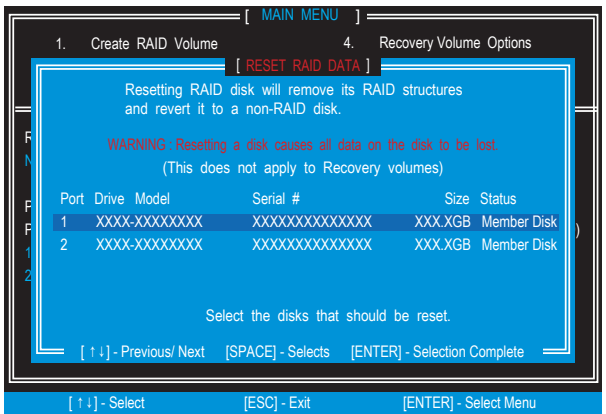 [ MAIN MENU ]
1. Create RAID Volume 4. Recovery Volume Options
[ RESET RAID DATA ]
Resetting RAID disk will remove its RAID structures
and revert it to a non-RAID disk.
WARNING : Resetting a disk causes all data on the disk to be lost.
(This does not apply to Recovery volumes)
Port Drive Model Serial # Size Status
1 XXXX-XXXXXXXX XXXXXXXXXXXXXX XXX.XGB Member Disk
2 XXXX-XXXXXXXX XXXXXXXXXXXXXX XXX.XGB Member Disk
Select the disks that should be reset.
[ ↑↓] - Previous/ Next [SPACE] - Selects [ENTER] - Selection Complete
[ ↑↓] - Select [ESC] - Exit [ENTER] - Select Menu